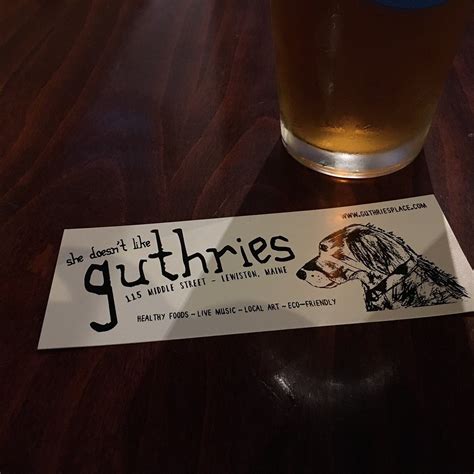 www.guthriesplace.com
she doesn't like
guthries
115 MIDDLE STREET ~ LEWISTON, MAINE
HEALTHY FOODS ~ LIVE MUSIC ~ LOCAL ART ~ ECO-FRIENDLY